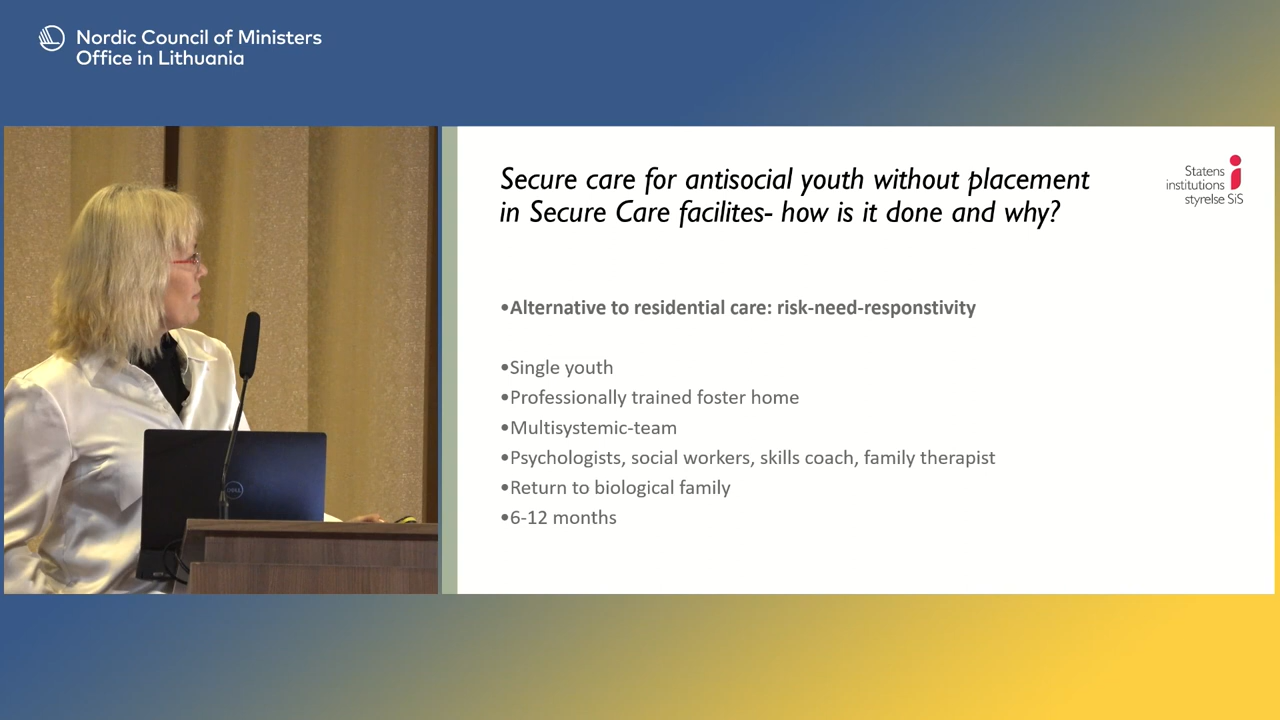 Nordic Council of Ministers
Office in Lithuania
Secure care for antisocial youth without placement
in Secure Care facilites- how is it done and why?
Statens
institutions
styrelse SiS
•Alternative to residential care: risk-need-responstivity
•Single youth
•Professionally trained foster home
•Multisystemic-team
•Psychologists, social workers, skills coach, family therapist
•Return to biological family
•6-12 months
DELL